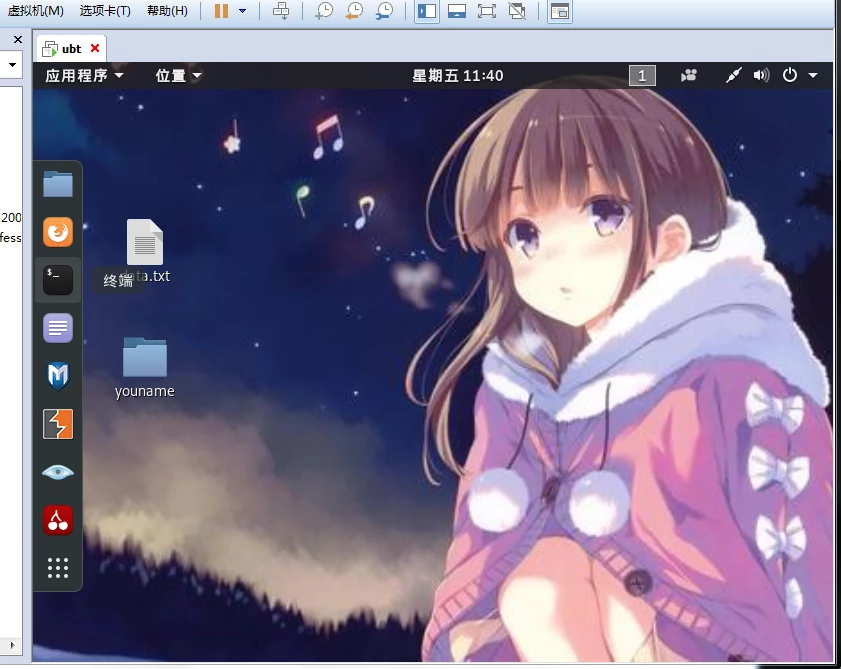 虚拟机(M) 选项卡(T) 帮助(H)
ubt
应用程序 位置 星期五 11:40 1
200
fess
$_
终端 ta.txt
youname